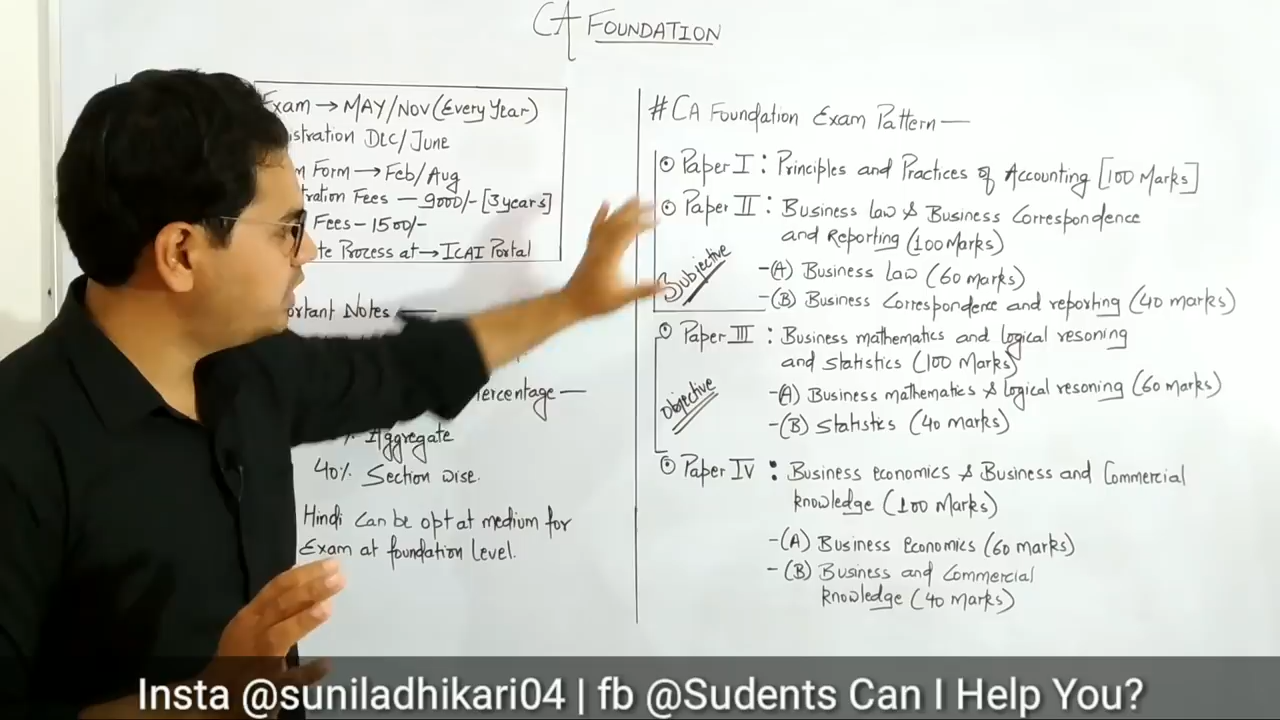 CA FOUNDATION
Exam → MAY/NOV (Every Year)
istration DEC/June
m Form → Feb/Aug
ration Fees — 9000/- [3 years]
Fees - 1500/-
te Prozess at → ICAI Portal
ortant Notes —
ercentage —
% Aggregate
40% Section wise.
Hindi can be opt at medium for
Exam at foundation level.
# CA Foundation Exam Pattern —
Paper I : Principles and Practices of Accounting [100 Marks]
Paper II : Business law & Business Correspondence
and Reporting (100 Marks)
Subjective
- (A) Business law (60 marks)
- (B) Business Correspondence and reporting (40 marks)
Paper III : Business mathematics and logical resoning
and statistics (100 Marks)
Objective
- (A) Business mathematics & logical resoning (60 marks)
- (B) Statistics (40 marks)
Paper IV : Business economics & Business and Commercial
knowledge (100 Marks)
- (A) Business economics (60 marks)
- (B) Business and Commercial
knowledge (40 Marks)
Insta @suniladhikari04 | fb @Sudents Can I Help You?